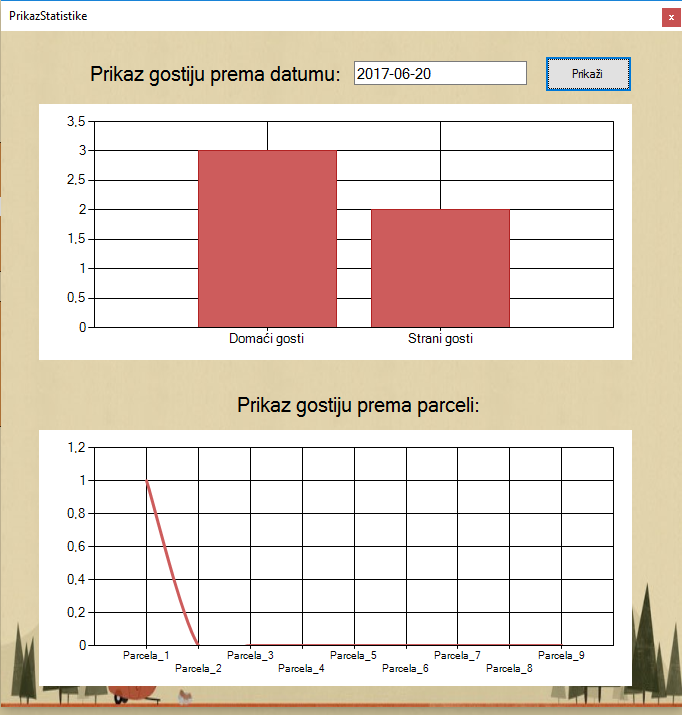 PrikazStatistike
x
Prikaz gostiju prema datumu: 2017-06-20 Prikaži
3,5
3
2,5
2
1,5
1
0,5
0
Domaći gosti Strani gosti
Prikaz gostiju prema parceli:
1,2
1
0,8
0,6
0,4
0,2
0
Parcela_1 Parcela_3 Parcela_5 Parcela_7 Parcela_9
Parcela_2 Parcela_4 Parcela_6 Parcela_8